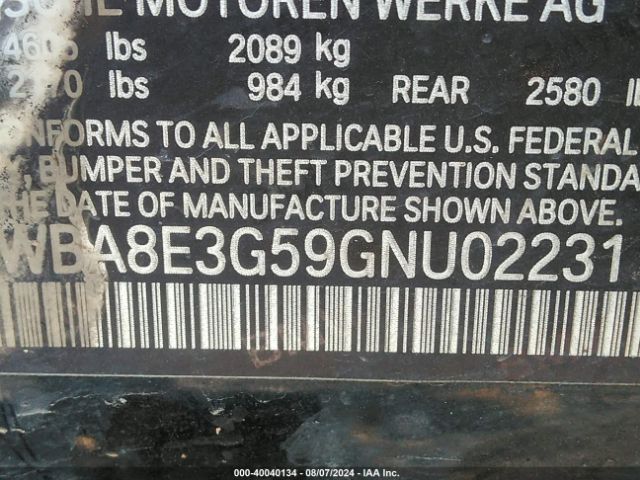 MOTOREN WERKE AG
lbs 2089 kg
lbs 984 kg REAR 2580
TO ALL APPLICABLE U.S. FEDERAL
BUMPER AND THEFT PREVENTION STANDA
THE DATE OF MANUFACTURE SHOWN ABOVE.
WBA8E3G59GNU02231
000-40040134 - 08/07/2024 - IAA Inc.